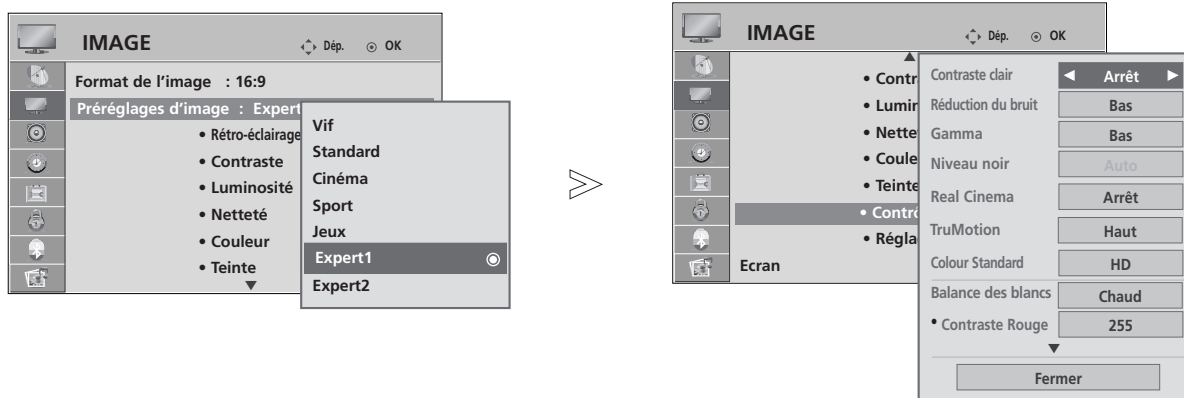 IMAGE
Dép. OK
Format de l'image : 16:9
Préréglages d'image : Expert
• Rétro-éclairage
• Contraste
• Luminosité
• Netteté
• Couleur
• Teinte
Vif
Standard
Cinéma
Sport
Jeux
Expert1
Expert2
IMAGE
Dép. OK
• Contr
• Lumin
• Nette
• Coule
• Teinte
• Contrô
• Régla
Ecran
Contraste clair ◄ Arrêt ►
Réduction du bruit Bas
Gamma Bas
Niveau noir Auto
Real Cinema Arrêt
TruMotion Haut
Colour Standard HD
Balance des blancs Chaud
• Contraste Rouge 255
Fermer